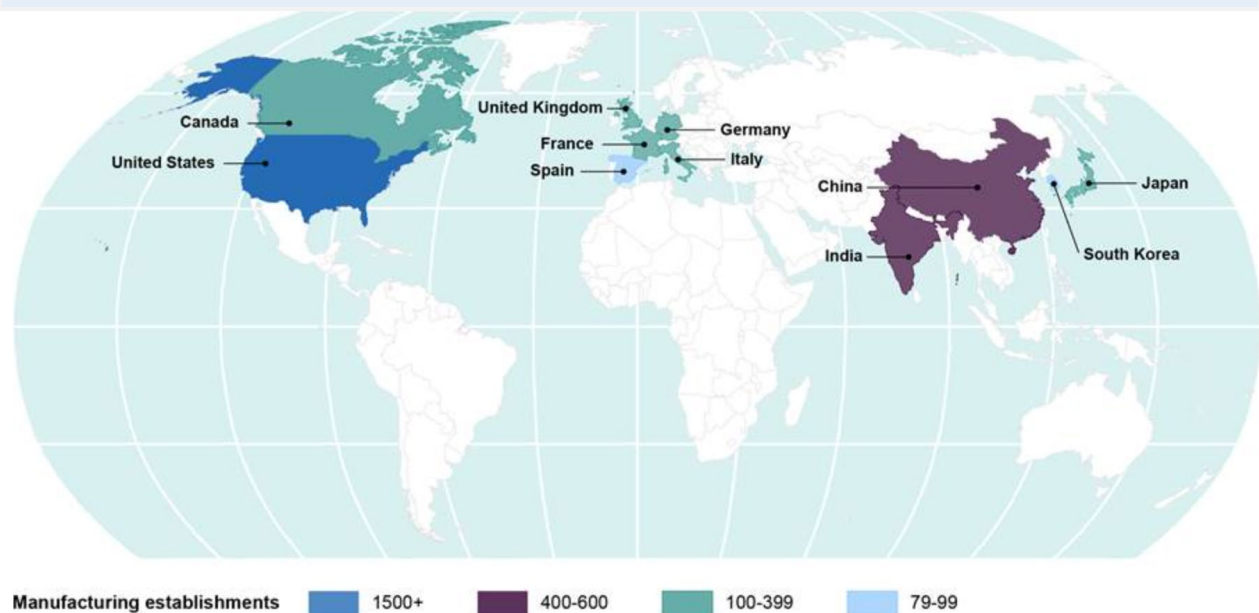 Canada
United States
United Kingdom
France
Spain
Germany
Italy
China
India
Japan
South Korea
Manufacturing establishments 1500+ 400-600 100-399 79-99